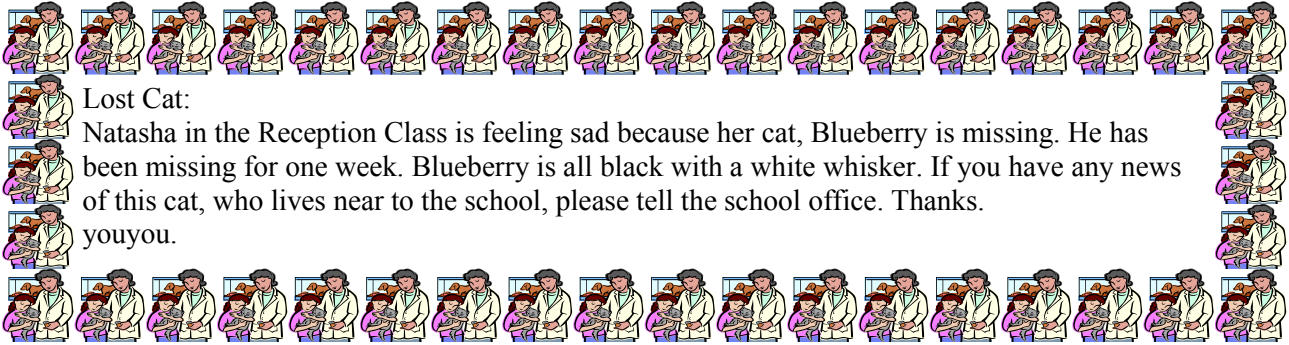 Lost Cat:
Natasha in the Reception Class is feeling sad because her cat, Blueberry is missing. He has
been missing for one week. Blueberry is all black with a white whisker. If you have any news
of this cat, who lives near to the school, please tell the school office. Thanks.
youyou.